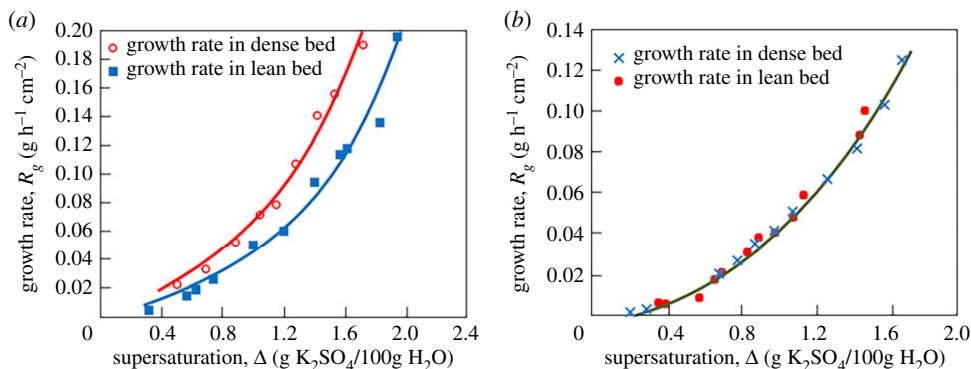 (a)
growth rate, Rg (g h⁻¹ cm⁻²)
0.20
0.18
0.16
0.14
0.12
0.10
0.08
0.06
0.04
0.02
0
0.4 0.8 1.2 1.6 2.0 2.4
growth rate in dense bed
growth rate in lean bed
supersaturation, Δ (g K₂SO₄/100g H₂O)
(b)
growth rate, Rg (g h⁻¹ cm⁻²)
0.14
0.12
0.10
0.08
0.06
0.04
0.02
0
0.4 0.8 1.2 1.6 2.0
growth rate in dense bed
growth rate in lean bed
supersaturation, Δ (g K₂SO₄/100g H₂O)